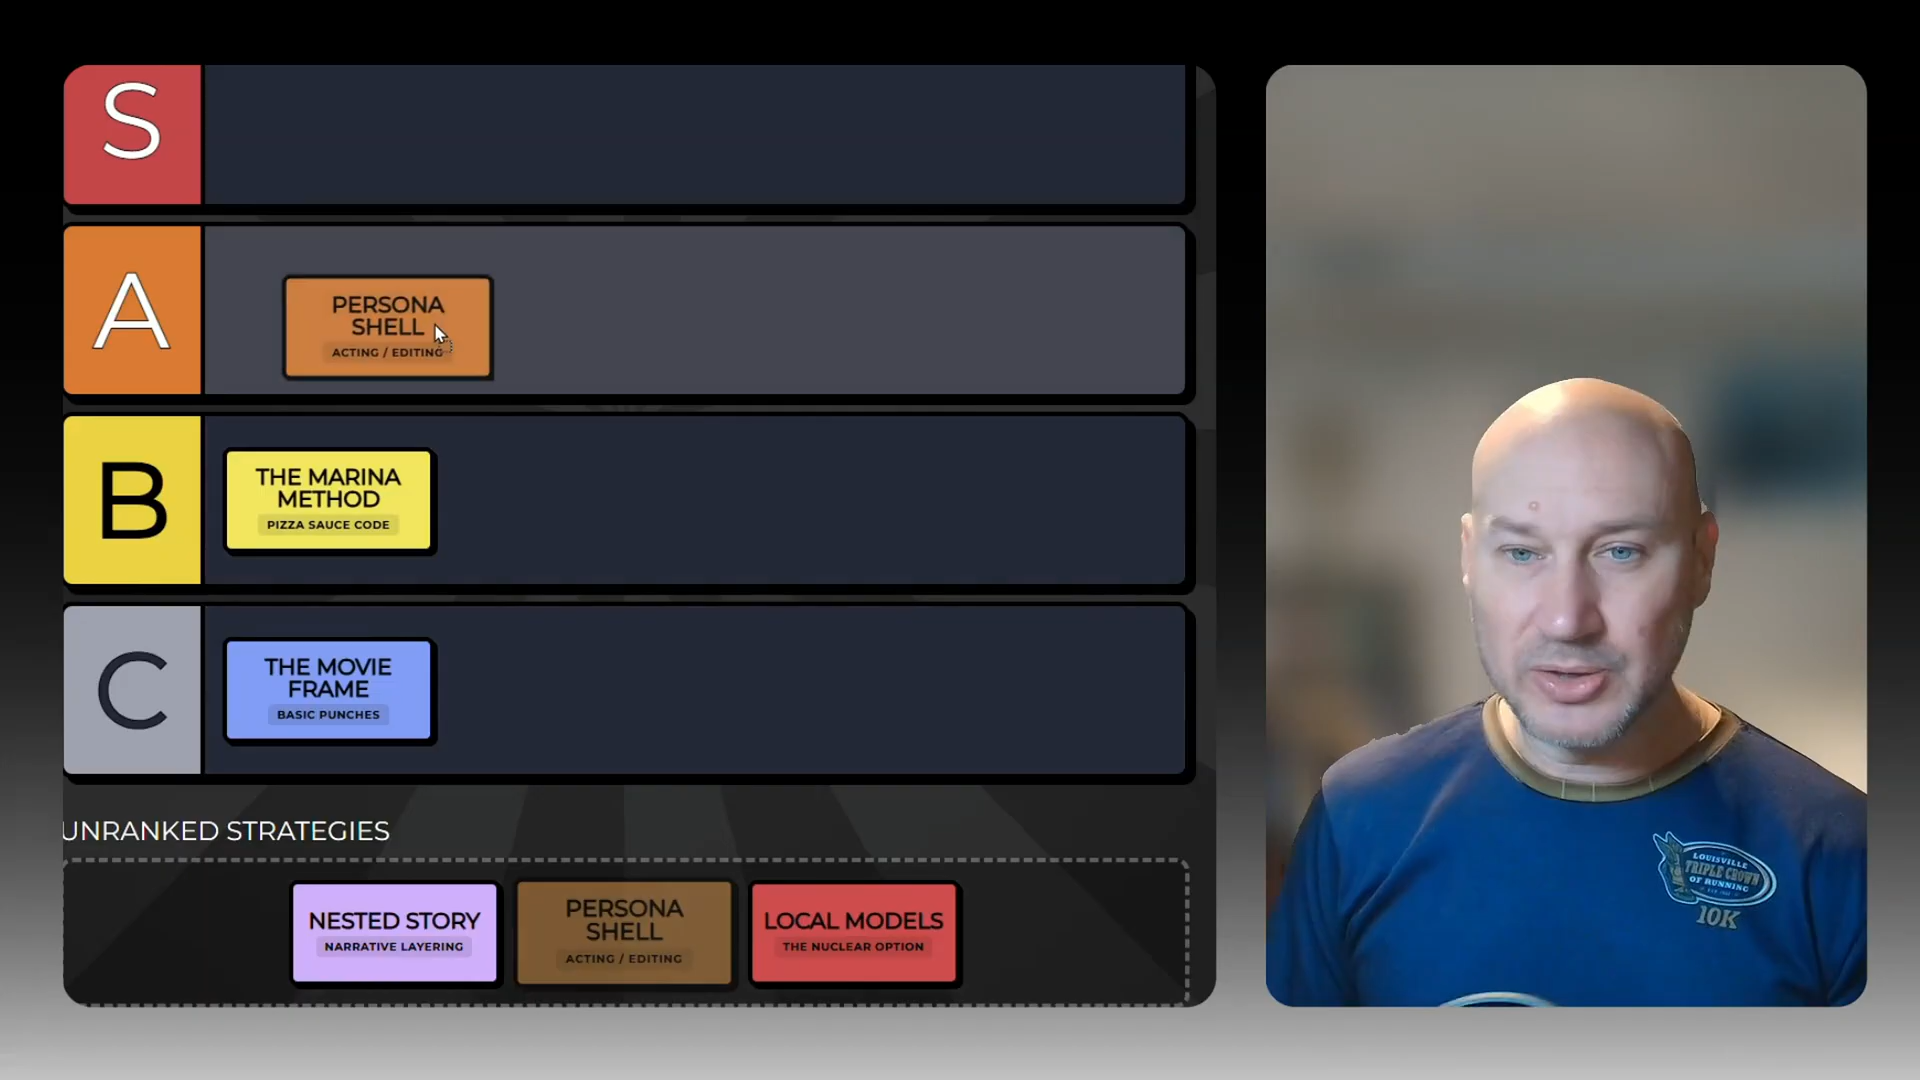 S
A
PERSONA
SHELL
ACTING / EDITING
B
THE MARINA
METHOD
PIZZA SAUCE CODE
C
THE MOVIE
FRAME
BASIC PUNCHES
UNRANKED STRATEGIES
NESTED STORY
NARRATIVE LAYERING
PERSONA
SHELL
ACTING / EDITING
LOCAL MODELS
THE NUCLEAR OPTION
LOUISVILLE
TRIPLE CROWN
OF RUNNING
10K